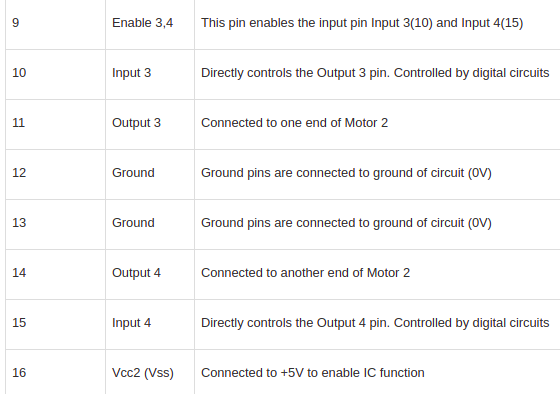 9 Enable 3,4 This pin enables the input pin Input 3(10) and Input 4(15)
10 Input 3 Directly controls the Output 3 pin. Controlled by digital circuits
11 Output 3 Connected to one end of Motor 2
12 Ground Ground pins are connected to ground of circuit (0V)
13 Ground Ground pins are connected to ground of circuit (0V)
14 Output 4 Connected to another end of Motor 2
15 Input 4 Directly controls the Output 4 pin. Controlled by digital circuits
16 Vcc2 (Vss) Connected to +5V to enable IC function